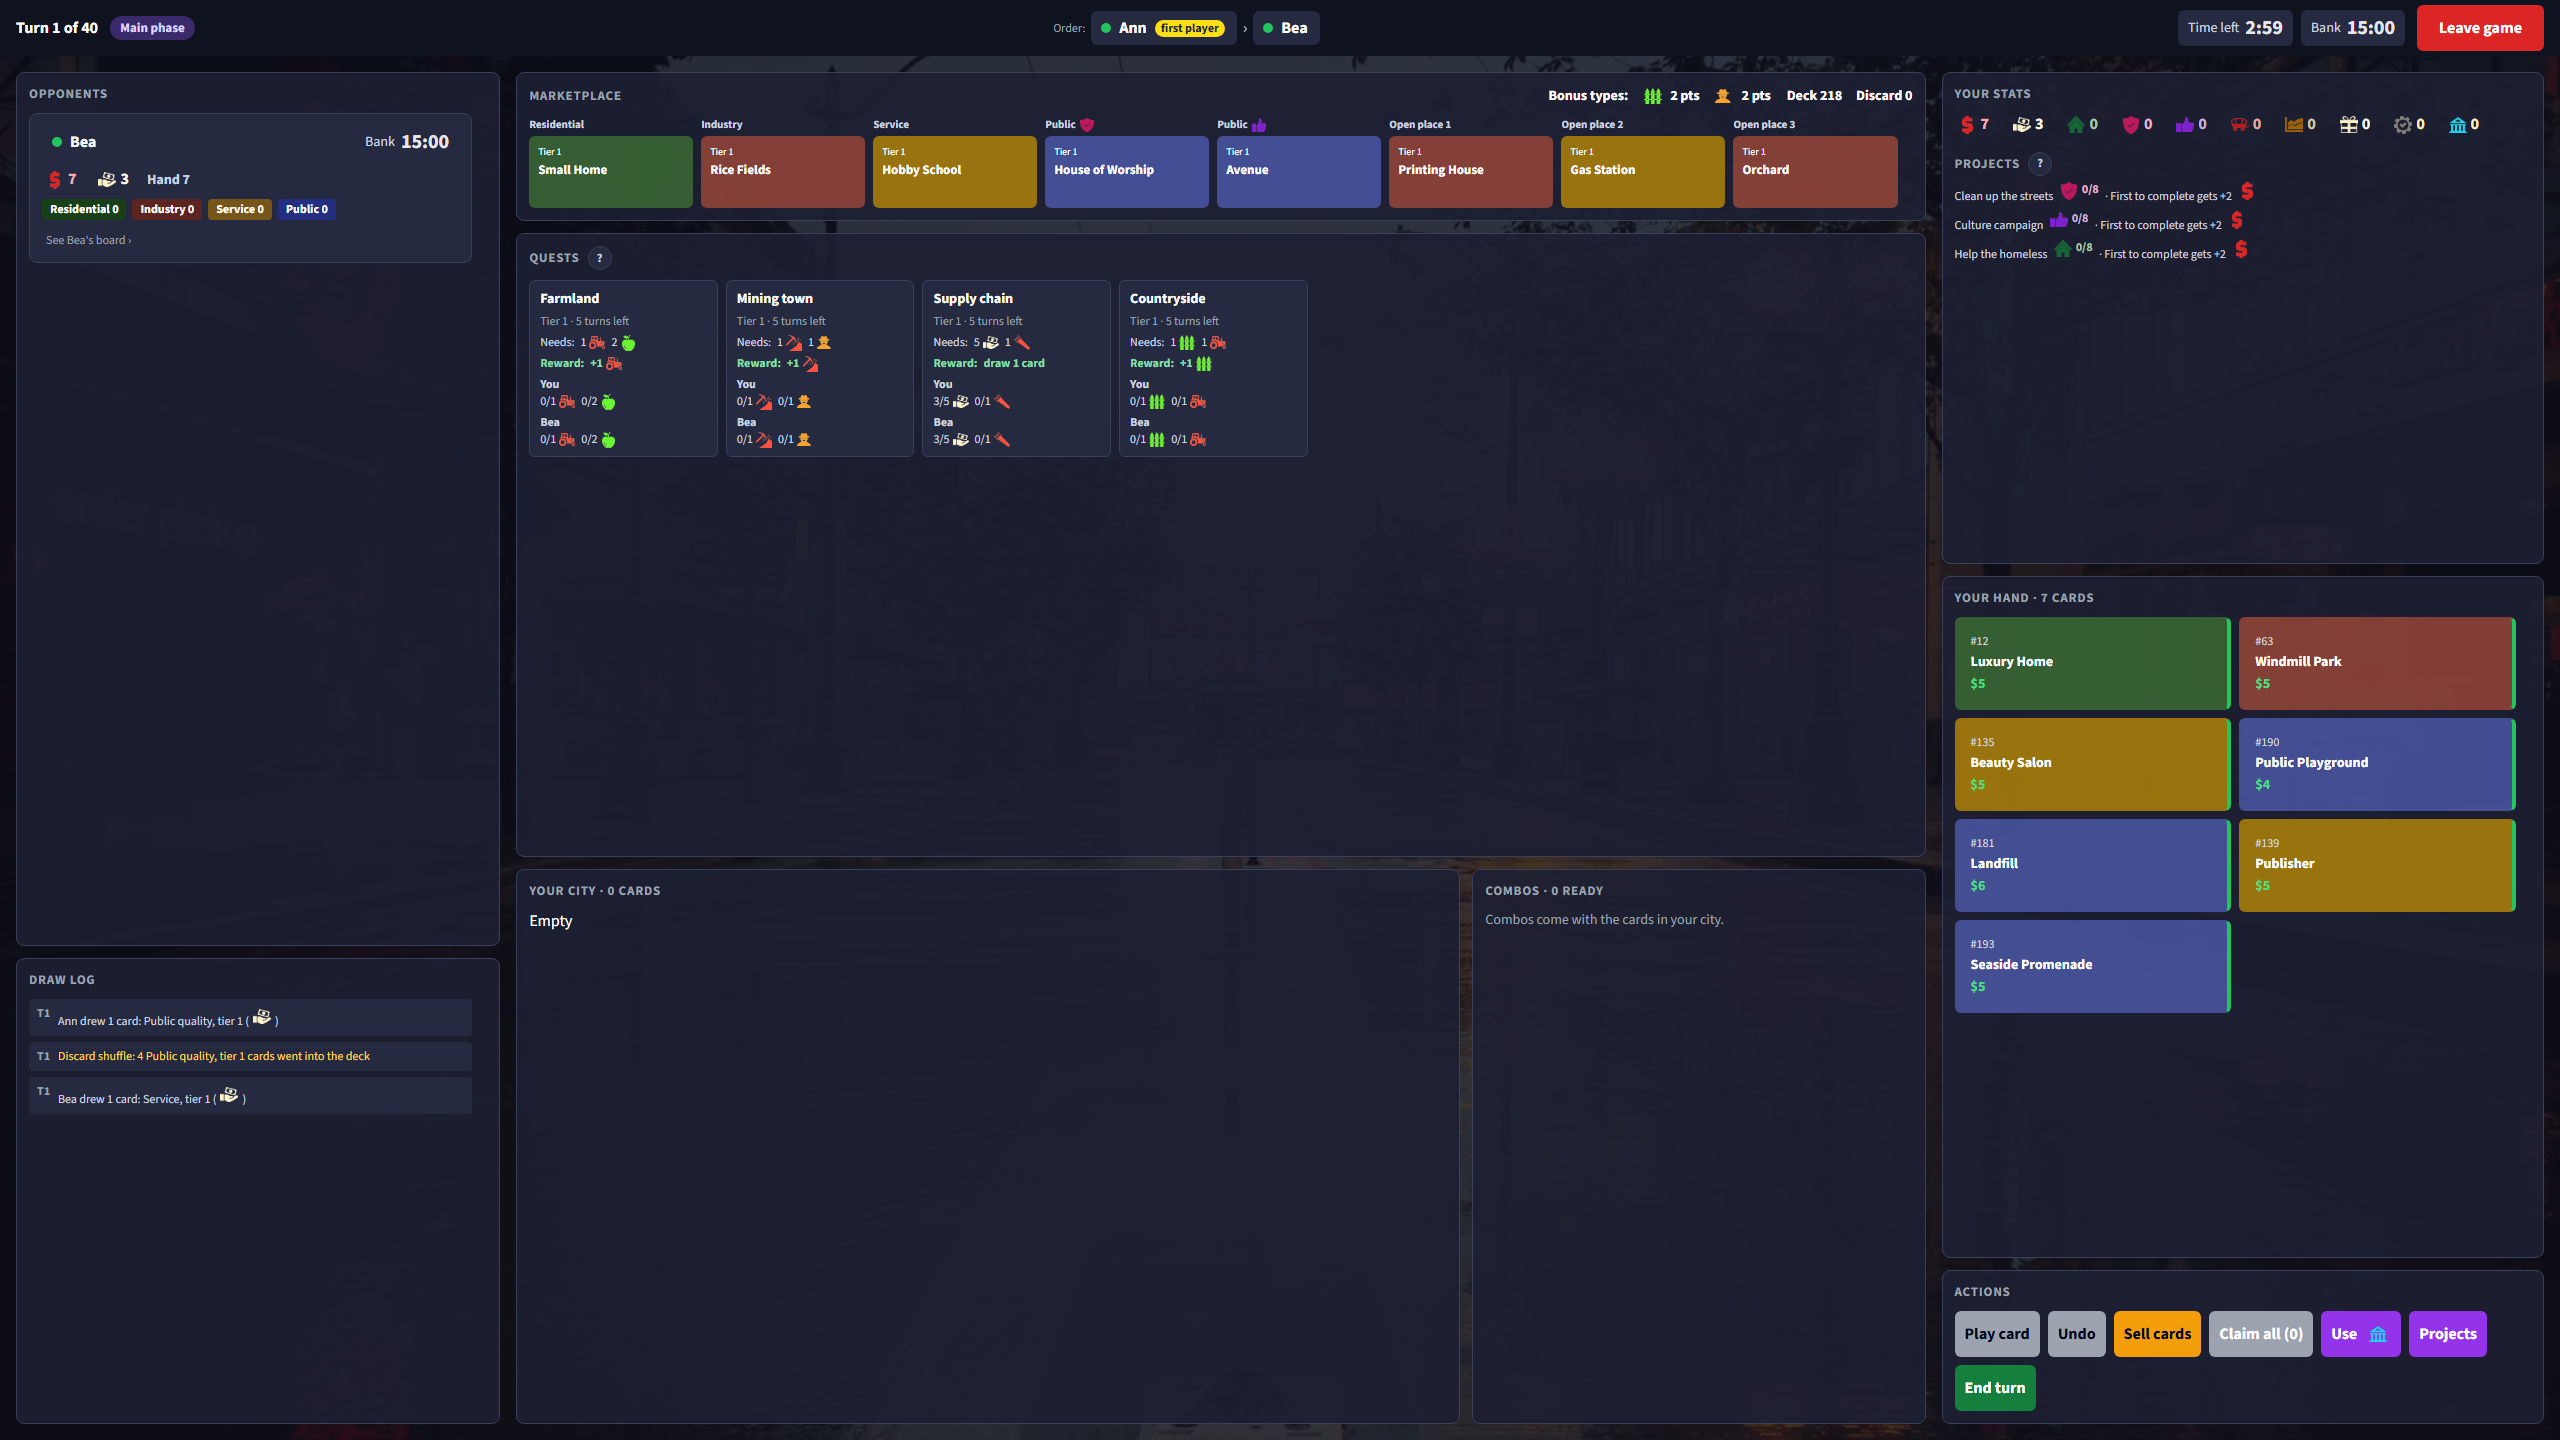 Turn 1 of 40 Main phase
Order: Ann first player › Bea
Time left 2:59 Bank 15:00 Leave game
OPPONENTS
Bea Bank 15:00
7 3 Hand 7
Residential 0 Industry 0 Service 0 Public 0
See Bea's board ›
DRAW LOG
T1 Ann drew 1 card: Public quality, tier 1 ( )
T1 Discard shuffle: 4 Public quality, tier 1 cards went into the deck
T1 Bea drew 1 card: Service, tier 1 ( )
MARKETPLACE
Bonus types: 2 pts 2 pts Deck 218 Discard 0
Residential
Tier 1
Small Home
Industry
Tier 1
Rice Fields
Service
Tier 1
Hobby School
Public
Tier 1
House of Worship
Public
Tier 1
Avenue
Open place 1
Tier 1
Printing House
Open place 2
Tier 1
Gas Station
Open place 3
Tier 1
Orchard
QUESTS ?
Farmland
Tier 1 · 5 turns left
Needs: 1 2
Reward: +1
You
0/1 0/2
Bea
0/1 0/2
Mining town
Tier 1 · 5 turns left
Needs: 1 1
Reward: +1
You
0/1 0/1
Bea
0/1 0/1
Supply chain
Tier 1 · 5 turns left
Needs: 5 1
Reward: draw 1 card
You
3/5 0/1
Bea
3/5 0/1
Countryside
Tier 1 · 5 turns left
Needs: 1 1
Reward: +1
You
0/1 0/1
Bea
0/1 0/1
YOUR CITY · 0 CARDS
Empty
COMBOS · 0 READY
Combos come with the cards in your city.
YOUR STATS
$ 7 3 0 0 0 0 0 0 0 0
PROJECTS ?
Clean up the streets 0/8 · First to complete gets +2 $
Culture campaign 0/8 · First to complete gets +2 $
Help the homeless 0/8 · First to complete gets +2 $
YOUR HAND · 7 CARDS
#12
Luxury Home
$5
#63
Windmill Park
$5
#135
Beauty Salon
$5
#190
Public Playground
$4
#181
Landfill
$6
#139
Publisher
$5
#193
Seaside Promenade
$5
ACTIONS
Play card Undo Sell cards Claim all (0) Use Projects
End turn